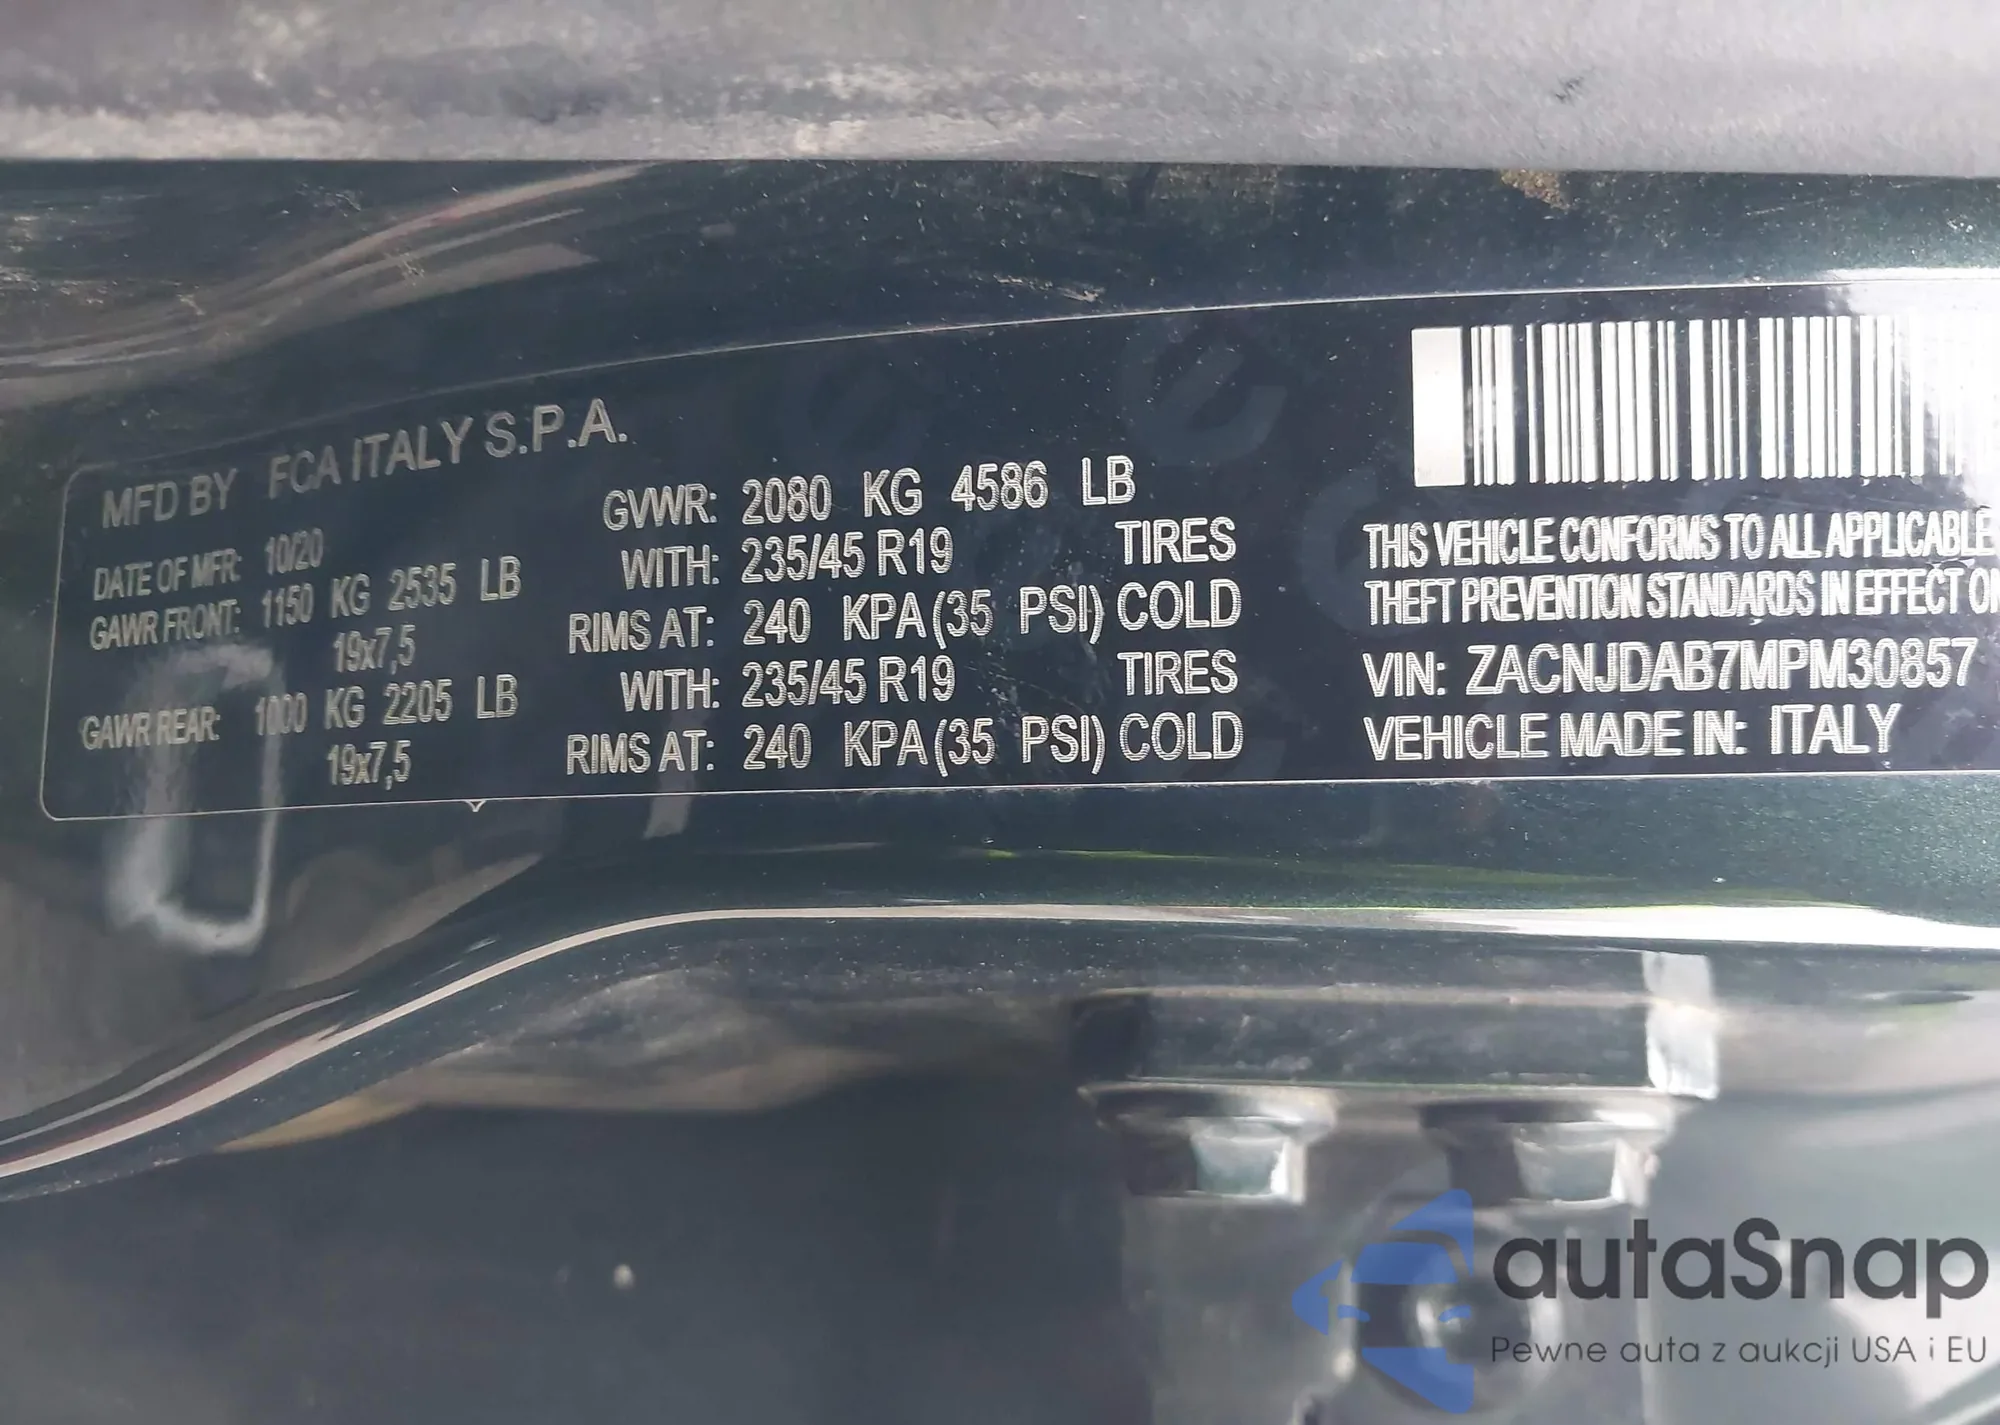 MFD BY FCA ITALY S.P.A.
DATE OF MFR: 10/20
GAWR FRONT: 1150 KG 2535 LB
19x7,5
GAWR REAR: 1000 KG 2205 LB
19x7,5
GVWR: 2080 KG 4586 LB
WITH: 235/45 R19 TIRES
RIMS AT: 240 KPA (35 PSI) COLD
WITH: 235/45 R19 TIRES
RIMS AT: 240 KPA (35 PSI) COLD
THIS VEHICLE CONFORMS TO ALL APPLICABLE
THEFT PREVENTION STANDARDS IN EFFECT ON
VIN: ZACNJDAB7MPM30857
VEHICLE MADE IN: ITALY
autaSnap
Pewne auta z aukcji USA i EU